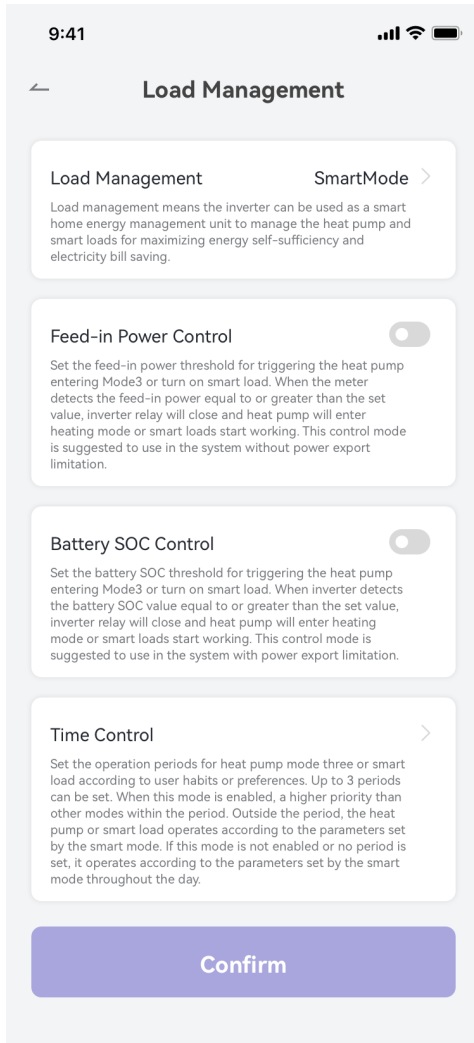 9:41
Load Management
Load Management SmartMode
Load management means the inverter can be used as a smart
home energy management unit to manage the heat pump and
smart loads for maximizing energy self-sufficiency and
electricity bill saving.
Feed-in Power Control
Set the feed-in power threshold for triggering the heat pump
entering Mode3 or turn on smart load. When the meter
detects the feed-in power equal to or greater than the set
value, inverter relay will close and heat pump will enter
heating mode or smart loads start working. This control mode
is suggested to use in the system without power export
limitation.
Battery SOC Control
Set the battery SOC threshold for triggering the heat pump
entering Mode3 or turn on smart load. When inverter detects
the battery SOC value equal to or greater than the set value,
inverter relay will close and heat pump will enter heating
mode or smart loads start working. This control mode is
suggested to use in the system with power export limitation.
Time Control
Set the operation periods for heat pump mode three or smart
load according to user habits or preferences. Up to 3 periods
can be set. When this mode is enabled, a higher priority than
other modes within the period. Outside the period, the heat
pump or smart load operates according to the parameters set
by the smart mode. If this mode is not enabled or no period is
set, it operates according to the parameters set by the smart
mode throughout the day.
Confirm